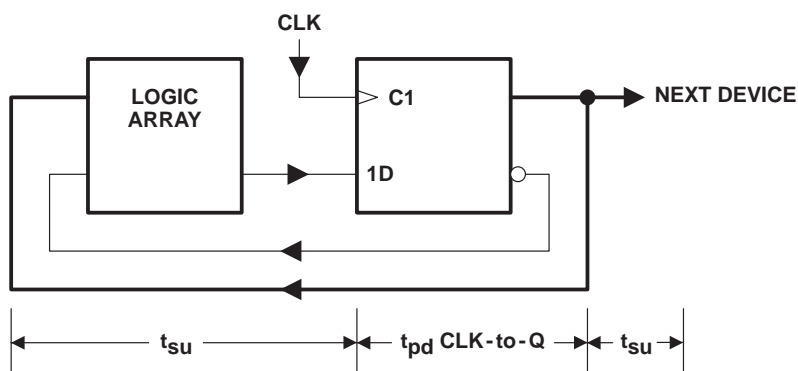 CLK
LOGIC
ARRAY
C1
1D
NEXT DEVICE
tsu
tpd CLK-to-Q
tsu